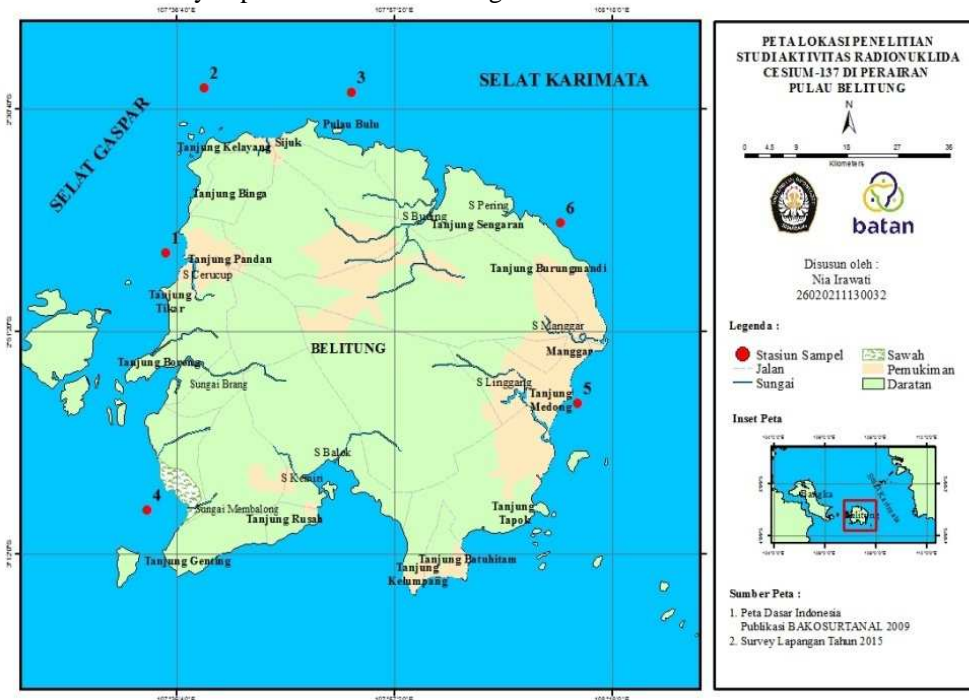 2
3
SELAT KARIMATA
SELAT GASPAR
Pulau Bulu
Tanjung Kelayang
Sijuk
Tanjung Binga
S Buding
S Pering
Tanjung Sengaran
6
1
Tanjung Pandan
S Cerucup
Tanjung Burungmandi
Tanjung
Tikar
S Manggar
BELITUNG
Manggar
Tanjung Borong
Sungai Brang
S Linggang
Tanjung
Medong
5
S Balok
S Kemiri
4
Sungai Membalong
Tanjung Rusah
Tanjung
Tapok
Tanjung Genting
Tanjung Batuhitam
Tanjung
Kelumpang
PETA LOKASI PENELITIAN
STUDI AKTIVITAS RADIONUKLIDA
CESIUM-137 DI PERAIRAN
PULAU BELITUNG
N
0 4.5 9 18 27 36
Kilometers
batan
Disusun oleh :
Nia Irawati
26020211130032
Legenda :
Stasiun Sampel
Jalan
Sungai
Sawah
Pemukiman
Daratan
Inset Peta
Bangka
Belitung
Sumber Peta :
1. Peta Dasar Indonesia
Publikasi BAKOSURTANAL 2009
2. Survey Lapangan Tahun 2015